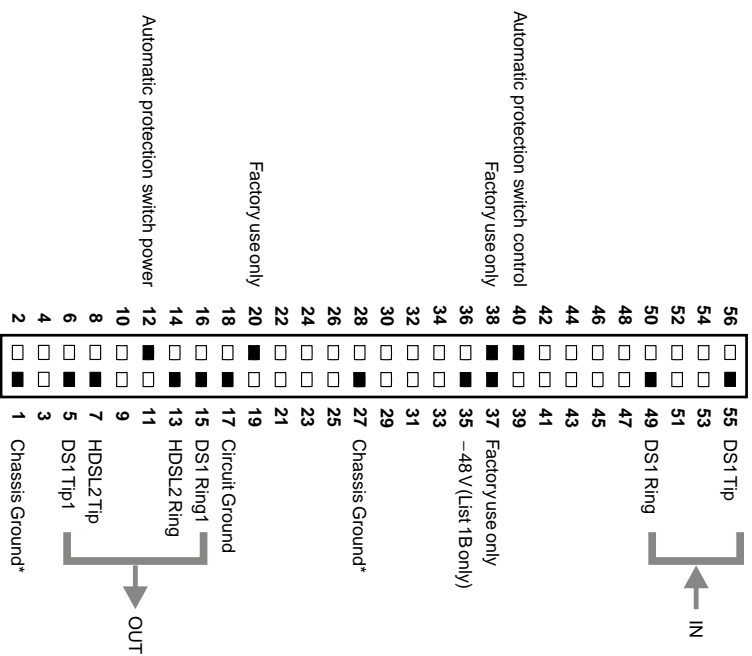 56 55 DS1 Tip
54 53 IN
52 51
50 49 DS1 Ring
48 47
46 45
44 43
42 41
Automatic protection switch control 40 39
Factory use only 38 37 Factory use only
36 35 –48 V (List 1B only)
34 33
32 31
30 29
28 27 Chassis Ground*
26 25
24 23
22 21
Factory use only 20 19
18 17 Circuit Ground
16 15 DS1 Ring1
14 13 HDSL2 Ring
Automatic protection switch power 12 11 OUT
10 9
8 7 HDSL2 Tip
6 5 DS1 Tip1
4 3
2 1 Chassis Ground*